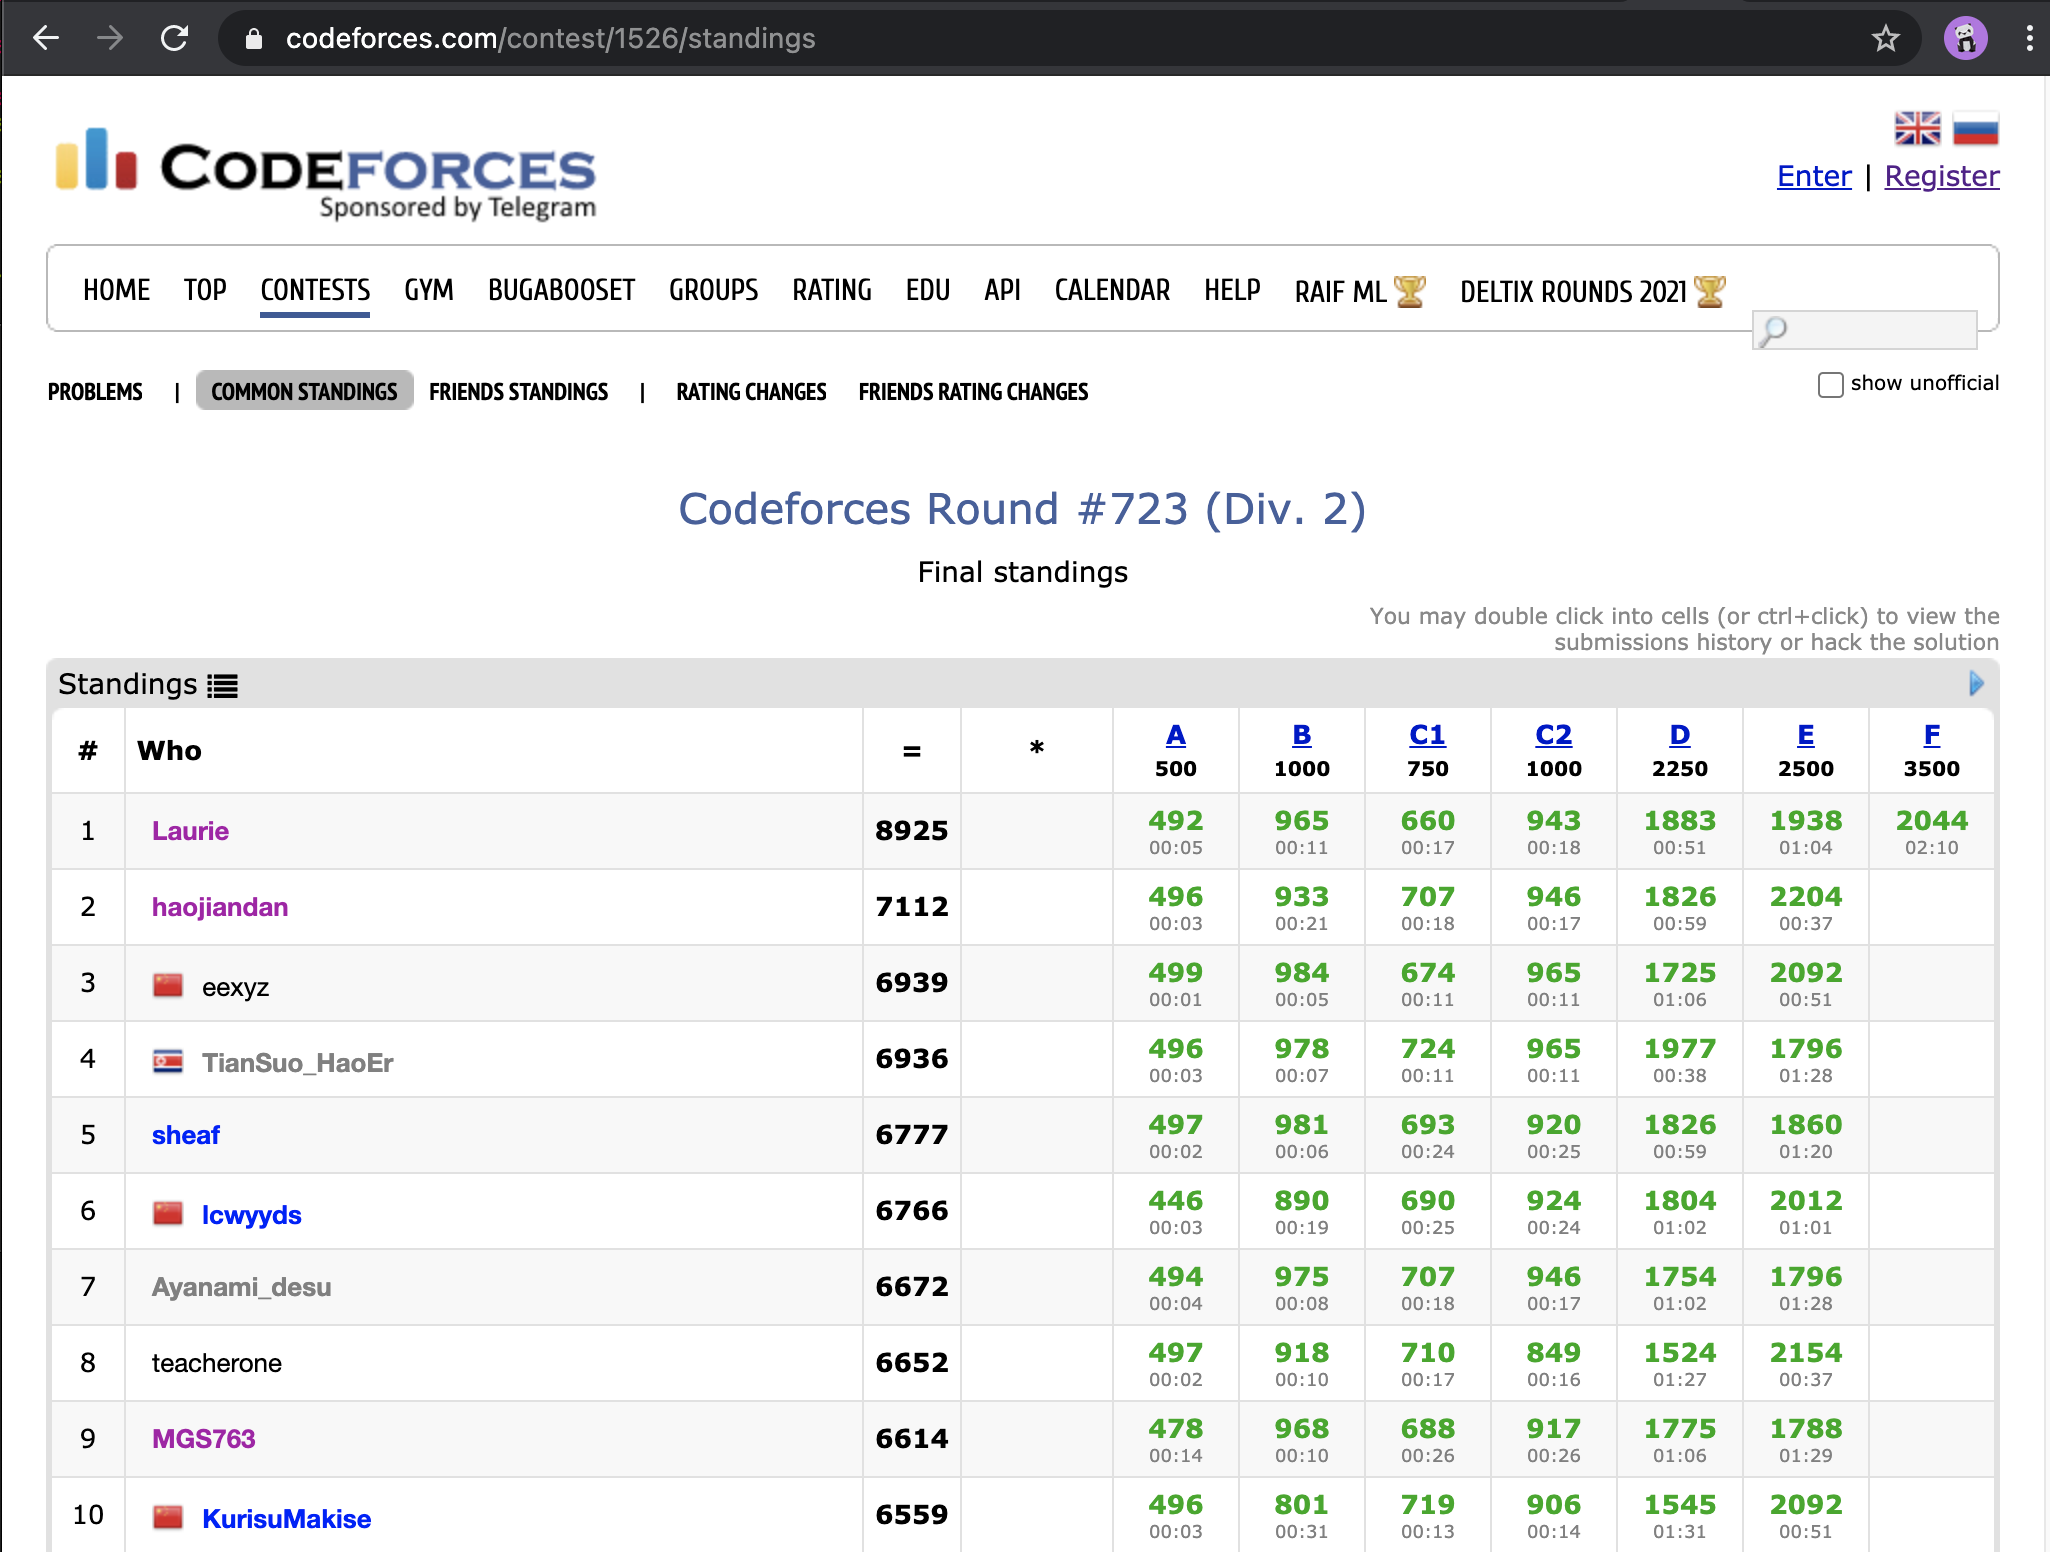 codeforces.com/contest/1526/standings
CODEFORCES
Sponsored by Telegram
Enter | Register
HOME TOP CONTESTS GYM BUGABOOSET GROUPS RATING EDU API CALENDAR HELP RAIF ML DELTIX ROUNDS 2021
PROBLEMS | COMMON STANDINGS FRIENDS STANDINGS | RATING CHANGES FRIENDS RATING CHANGES
show unofficial
Codeforces Round #723 (Div. 2)
Final standings
You may double click into cells (or ctrl+click) to view the
submissions history or hack the solution
Standings
# Who = * A B C1 C2 D E F
500 1000 750 1000 2250 2500 3500
1 Laurie 8925 492 965 660 943 1883 1938 2044
00:05 00:11 00:17 00:18 00:51 01:04 02:10
2 haojiandan 7112 496 933 707 946 1826 2204
00:03 00:21 00:18 00:17 00:59 00:37
3 eexyz 6939 499 984 674 965 1725 2092
00:01 00:05 00:11 00:11 01:06 00:51
4 TianSuo_HaoEr 6936 496 978 724 965 1977 1796
00:03 00:07 00:11 00:11 00:38 01:28
5 sheaf 6777 497 981 693 920 1826 1860
00:02 00:06 00:24 00:25 00:59 01:20
6 lcwyyds 6766 446 890 690 924 1804 2012
00:03 00:19 00:25 00:24 01:02 01:01
7 Ayanami_desu 6672 494 975 707 946 1754 1796
00:04 00:08 00:18 00:17 01:02 01:28
8 teacherone 6652 497 918 710 849 1524 2154
00:02 00:10 00:17 00:16 01:27 00:37
9 MGS763 6614 478 968 688 917 1775 1788
00:14 00:10 00:26 00:26 01:06 01:29
10 KurisuMakise 6559 496 801 719 906 1545 2092
00:03 00:31 00:13 00:14 01:31 00:51